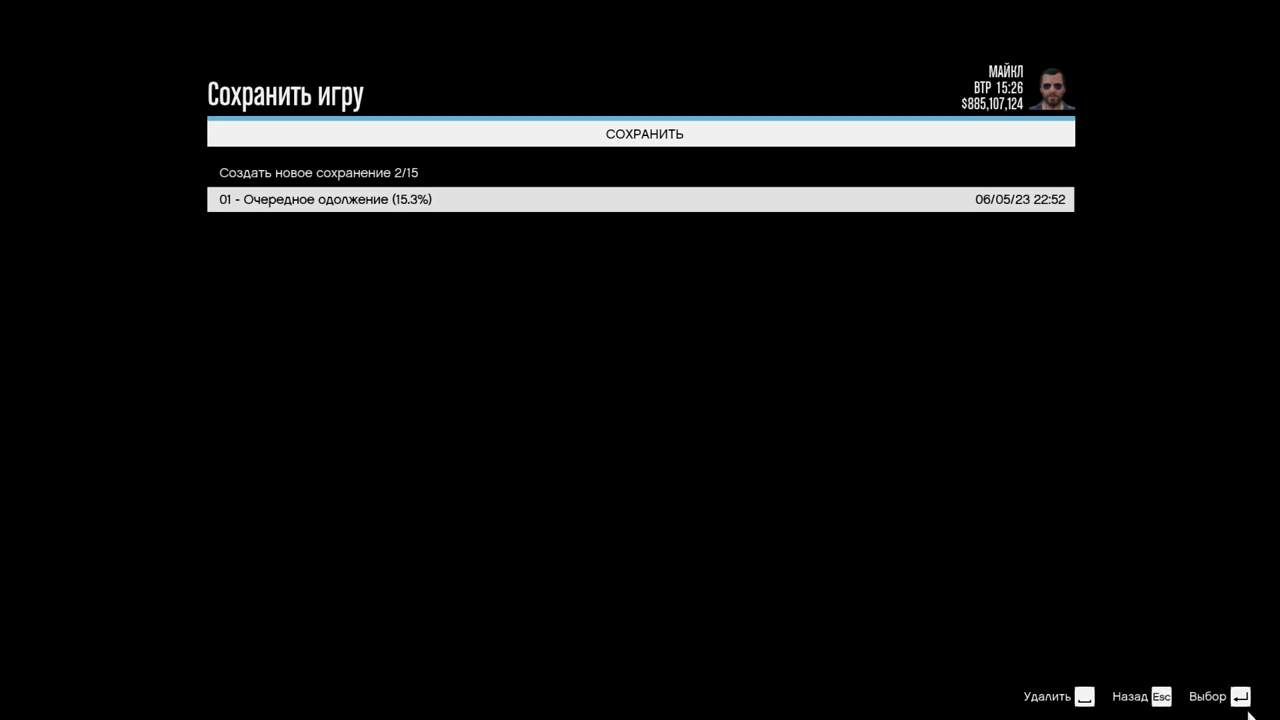 Сохранить игру
МАЙКЛ
ВТР 15:26
$885,107,124
СОХРАНИТЬ
Создать новое сохранение 2/15
01 - Очередное одолжение (15.3%) 06/05/23 22:52
Удалить Назад Esc Выбор